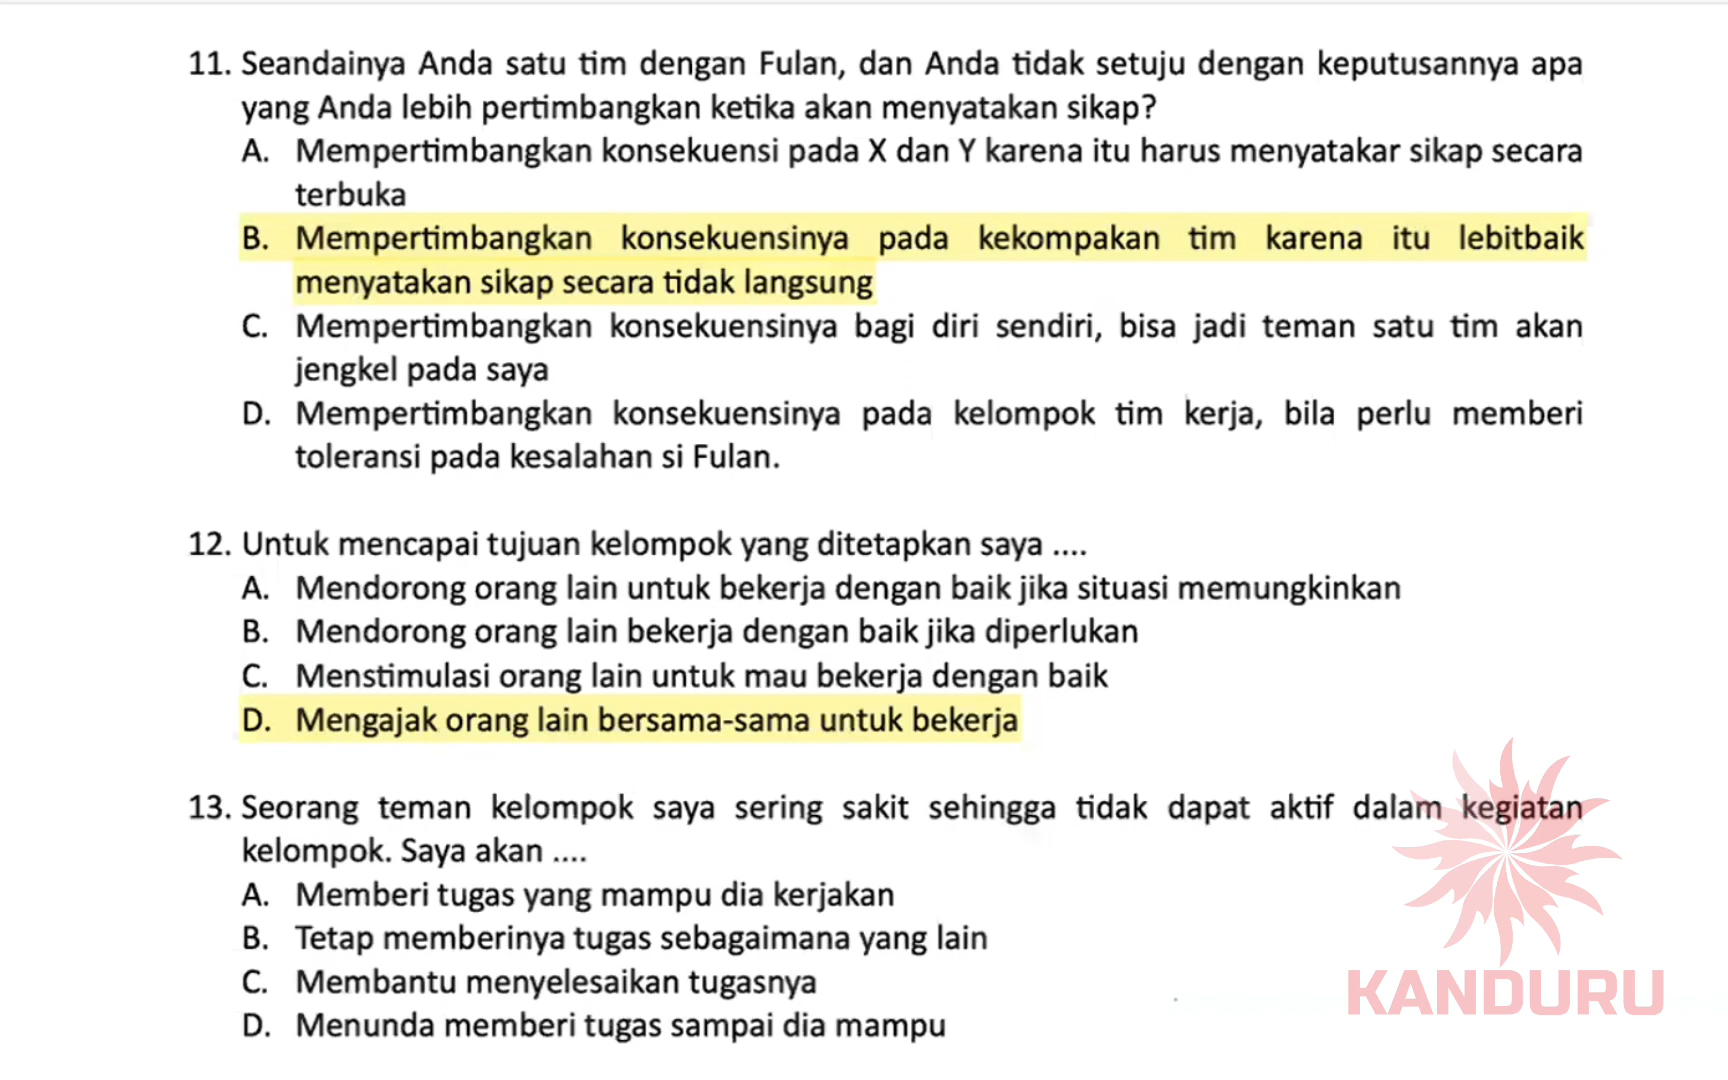 11. Seandainya Anda satu tim dengan Fulan, dan Anda tidak setuju dengan keputusannya apa
yang Anda lebih pertimbangkan ketika akan menyatakan sikap?
A. Mempertimbangkan konsekuensi pada X dan Y karena itu harus menyatakar sikap secara
terbuka
B. Mempertimbangkan konsekuensinya pada kekompakan tim karena itu lebitbaik
menyatakan sikap secara tidak langsung
C. Mempertimbangkan konsekuensinya bagi diri sendiri, bisa jadi teman satu tim akan
jengkel pada saya
D. Mempertimbangkan konsekuensinya pada kelompok tim kerja, bila perlu memberi
toleransi pada kesalahan si Fulan.
12. Untuk mencapai tujuan kelompok yang ditetapkan saya ....
A. Mendorong orang lain untuk bekerja dengan baik jika situasi memungkinkan
B. Mendorong orang lain bekerja dengan baik jika diperlukan
C. Menstimulasi orang lain untuk mau bekerja dengan baik
D. Mengajak orang lain bersama-sama untuk bekerja
13. Seorang teman kelompok saya sering sakit sehingga tidak dapat aktif dalam kegiatan
kelompok. Saya akan ....
A. Memberi tugas yang mampu dia kerjakan
B. Tetap memberinya tugas sebagaimana yang lain
C. Membantu menyelesaikan tugasnya
D. Menunda memberi tugas sampai dia mampu
KANDURU